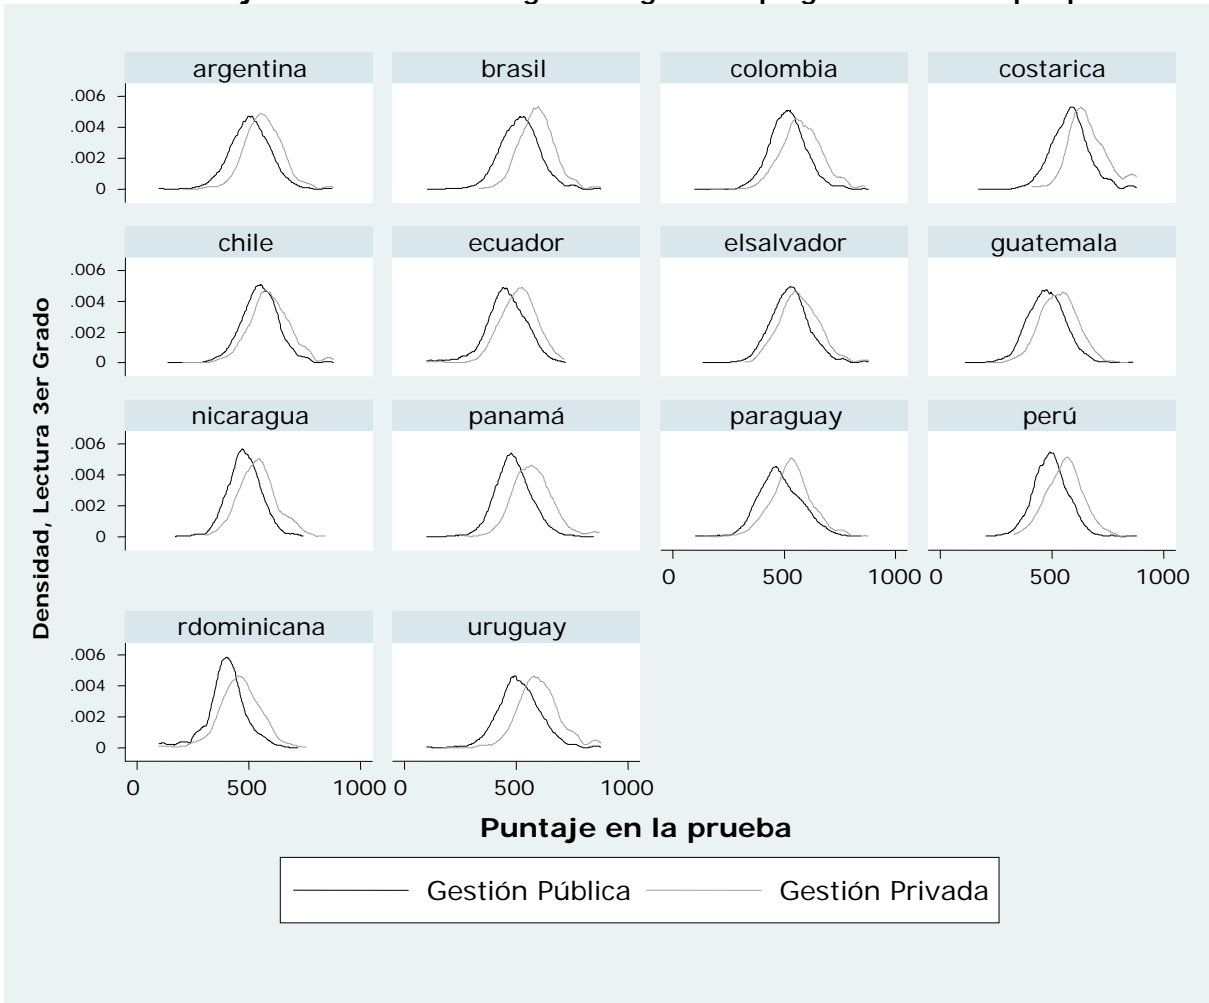 argentina brasil colombia costarica
.006
.004
.002
0
chile ecuador elsalvador guatemala
.006
.004
.002
0
nicaragua panamá paraguay perú
.006
.004
.002
0
0 500 1000 0 500 1000
rdominicana uruguay
.006
.004
.002
0
0 500 1000 0 500 1000
Densidad, Lectura 3er Grado
Puntaje en la prueba
Gestión Pública Gestión Privada